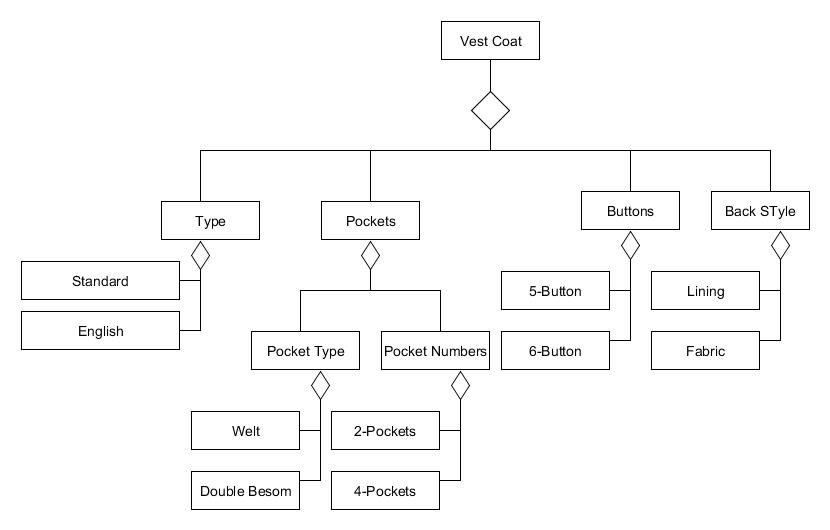 Vest Coat
Type
Pockets
Buttons
Back STyle
Standard
English
5-Button
6-Button
Lining
Fabric
Pocket Type
Pocket Numbers
Welt
Double Besom
2-Pockets
4-Pockets